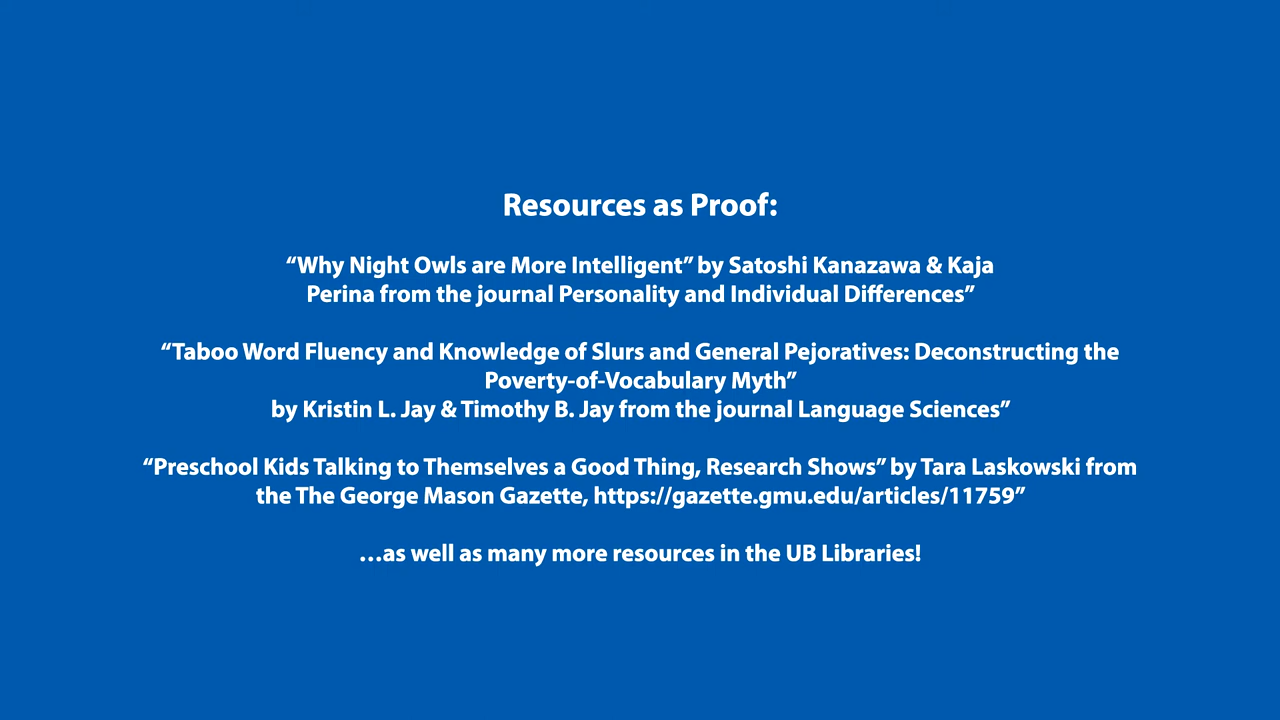 Resources as Proof:
“Why Night Owls are More Intelligent” by Satoshi Kanazawa & Kaja
Perina from the journal Personality and Individual Differences”
“Taboo Word Fluency and Knowledge of Slurs and General Pejoratives: Deconstructing the
Poverty-of-Vocabulary Myth”
by Kristin L. Jay & Timothy B. Jay from the journal Language Sciences”
“Preschool Kids Talking to Themselves a Good Thing, Research Shows” by Tara Laskowski from
the The George Mason Gazette, https://gazette.gmu.edu/articles/11759”
…as well as many more resources in the UB Libraries!